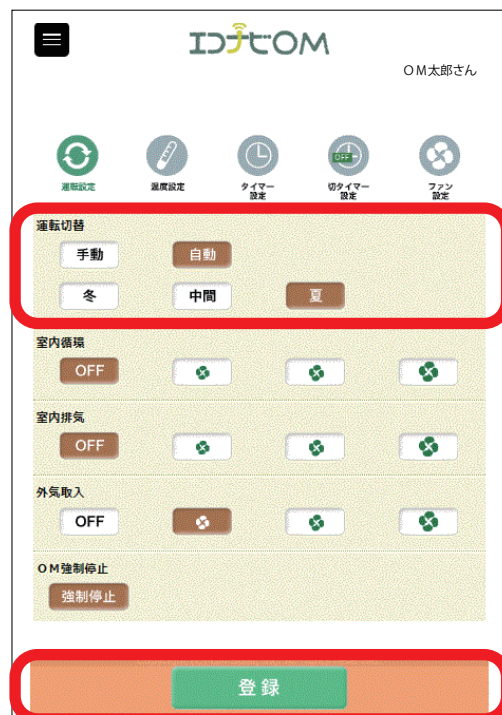 エコナビOM
OM太郎さん
運転設定
温度設定
タイマー
設定
OFF
切タイマー
設定
ファン
設定
運転切替
手動 自動
冬 中間 夏
室内循環
OFF
室内排気
OFF
外気取入
OFF
OM強制停止
強制停止
登録